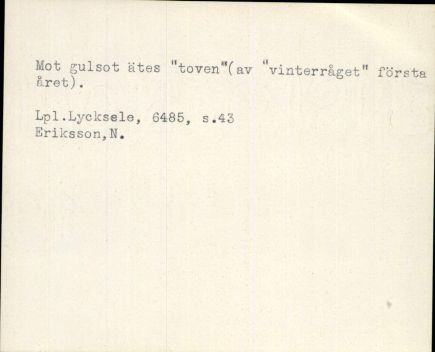 Mot gulsot ätes "toven"(av "vinterråget" första
året).
Lpl.Lycksele, 6485, s.43
Eriksson,N.